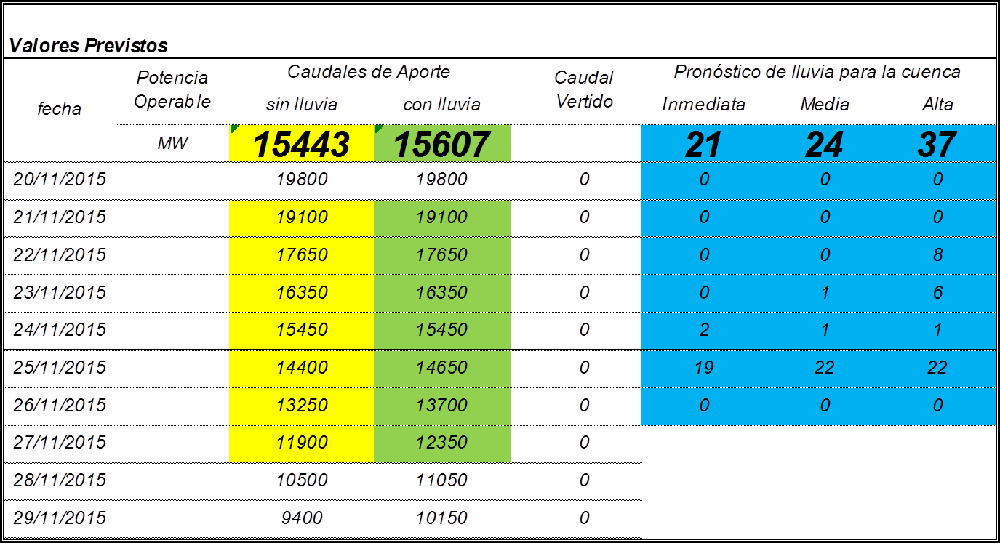 Valores Previstos
fecha Potencia Operable Caudales de Aporte Caudal Vertido Pronóstico de lluvia para la cuenca
sin lluvia con lluvia Inmediata Media Alta
MW 15443 15607 21 24 37
20/11/2015 19800 19800 0 0 0 0
21/11/2015 19100 19100 0 0 0 0
22/11/2015 17650 17650 0 0 0 8
23/11/2015 16350 16350 0 0 1 6
24/11/2015 15450 15450 0 2 1 1
25/11/2015 14400 14650 0 19 22 22
26/11/2015 13250 13700 0 0 0 0
27/11/2015 11900 12350 0
28/11/2015 10500 11050 0
29/11/2015 9400 10150 0